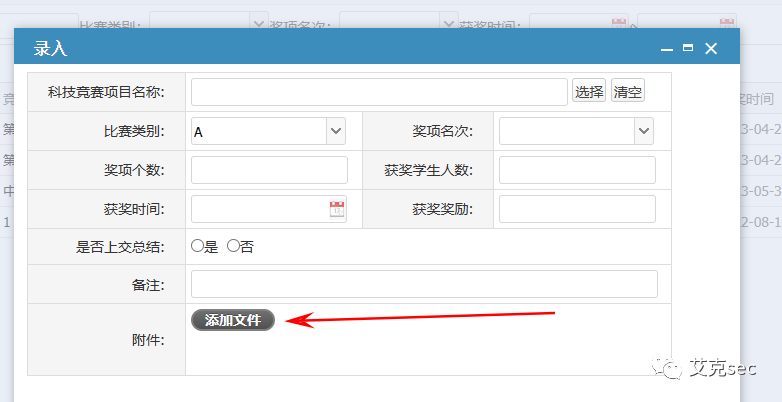 比赛类别: 奖项名次: 获奖时间: ~
录入
竞 奖时间
科技竞赛项目名称: 选择 清空
第 比赛类别: A 奖项名次: 3-04-2
第 奖项个数: 获奖学生人数: 3-04-2
中 获奖时间: 获奖奖励: 3-05-3
1 2-08-1
是否上交总结: 是 否
备注:
附件: 添加文件
艾克sec